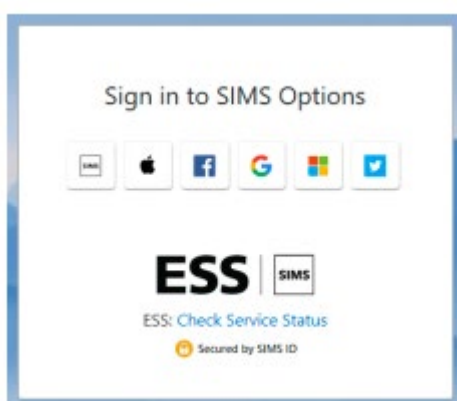 Sign in to SIMS Options
SIMS
ESS SIMS
ESS: Check Service Status
Secured by SIMS ID